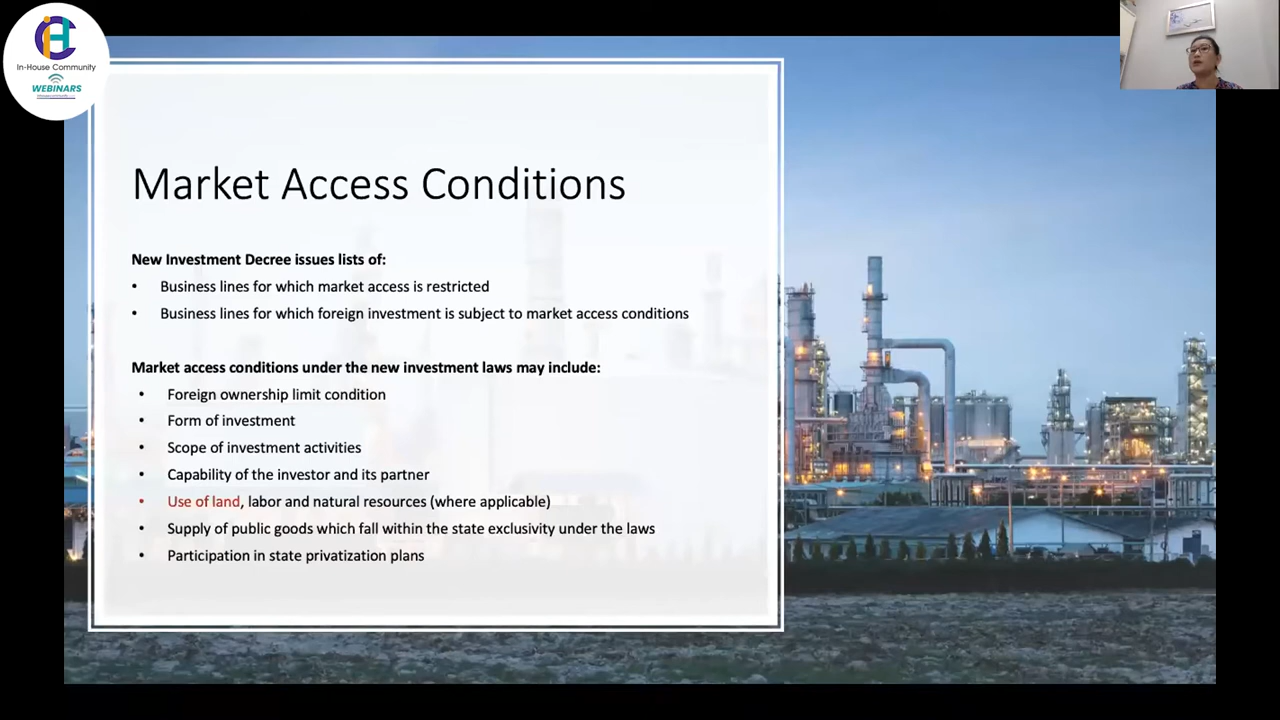 In-House Community
WEBINARS
Market Access Conditions
New Investment Decree issues lists of:
• Business lines for which market access is restricted
• Business lines for which foreign investment is subject to market access conditions
Market access conditions under the new investment laws may include:
• Foreign ownership limit condition
• Form of investment
• Scope of investment activities
• Capability of the investor and its partner
• Use of land, labor and natural resources (where applicable)
• Supply of public goods which fall within the state exclusivity under the laws
• Participation in state privatization plans